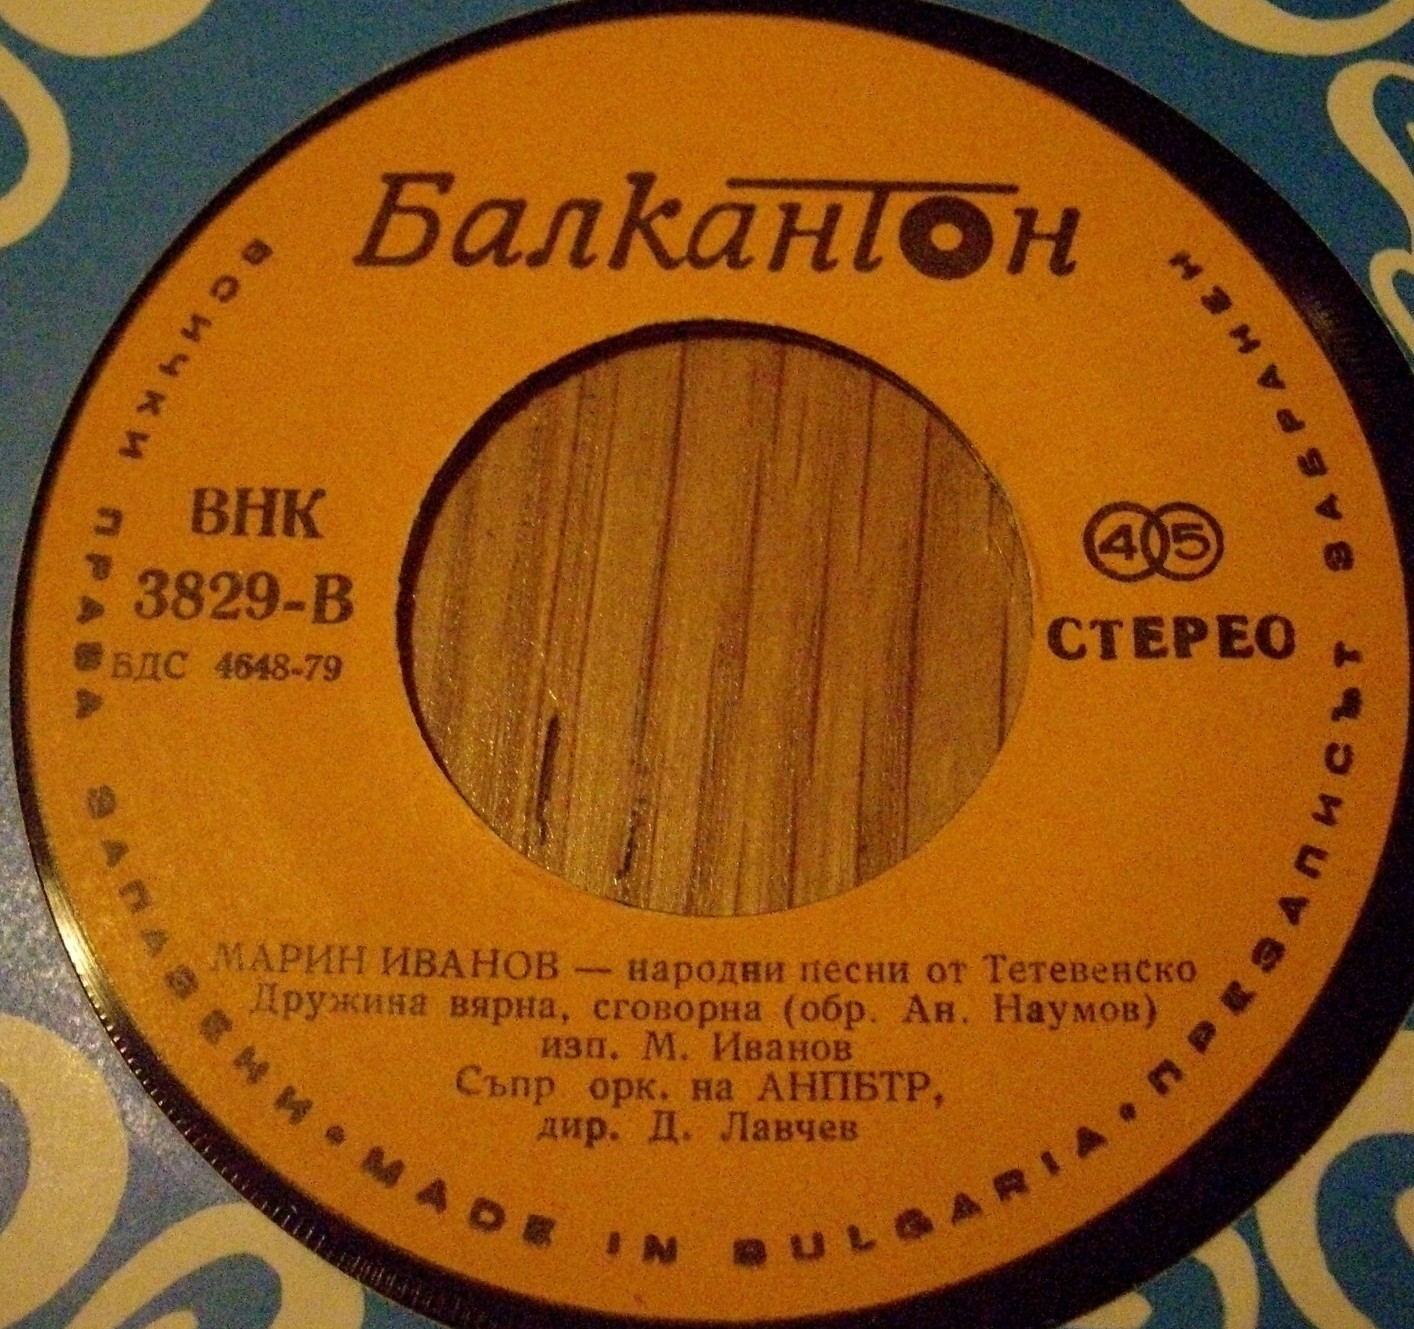 Балкантон
ВСИЧКИ ПРАВА ЗАПАЗЕНИ • MADE IN BULGARIA • ПРЕЗАПИСЪТ ЗАБРАНЕН
ВНК
3829-В
БДС 4648-79
45
СТЕРЕО
МАРИН ИВАНОВ — народни песни от Тетевенско
Дружина вярна, сговорна (обр. Ан. Наумов)
изп. М. Иванов
Съпр орк. на АНПБТР,
дир. Д. Лавчев